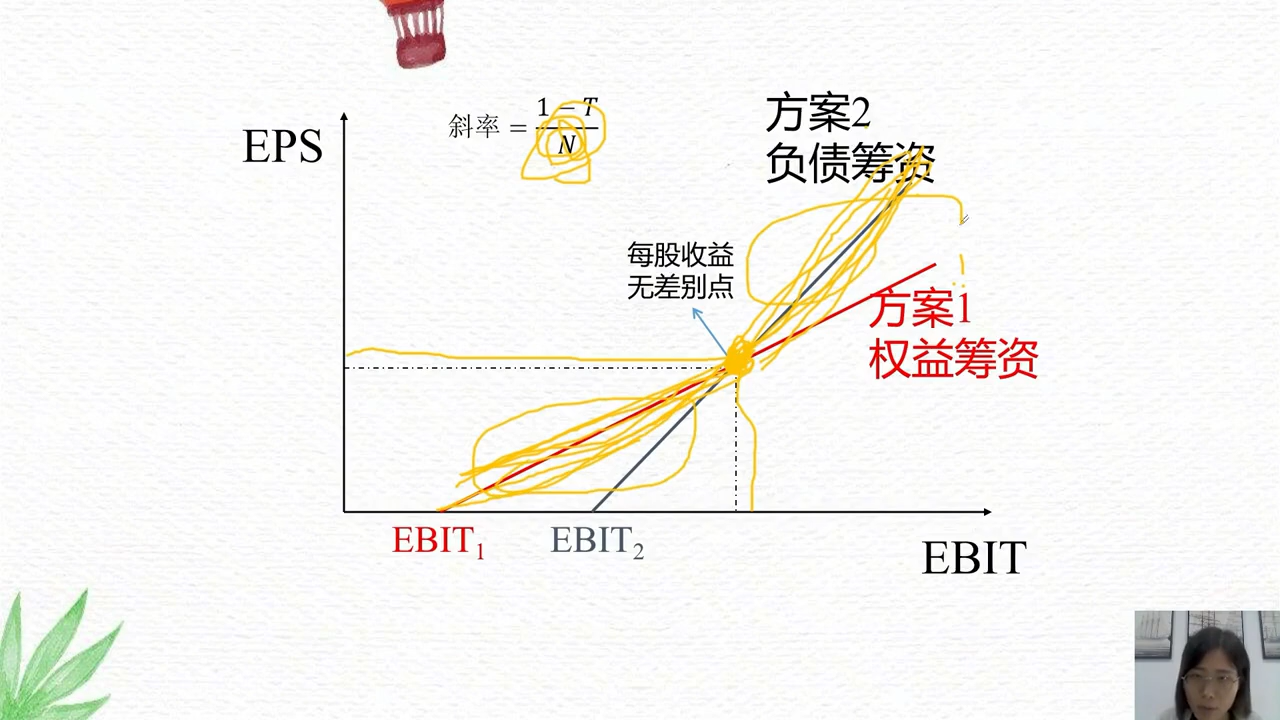 斜率 = (1 − T) / N
方案2
负债筹资
EPS
每股收益
无差别点
方案1
权益筹资
EBIT₁
EBIT₂
EBIT